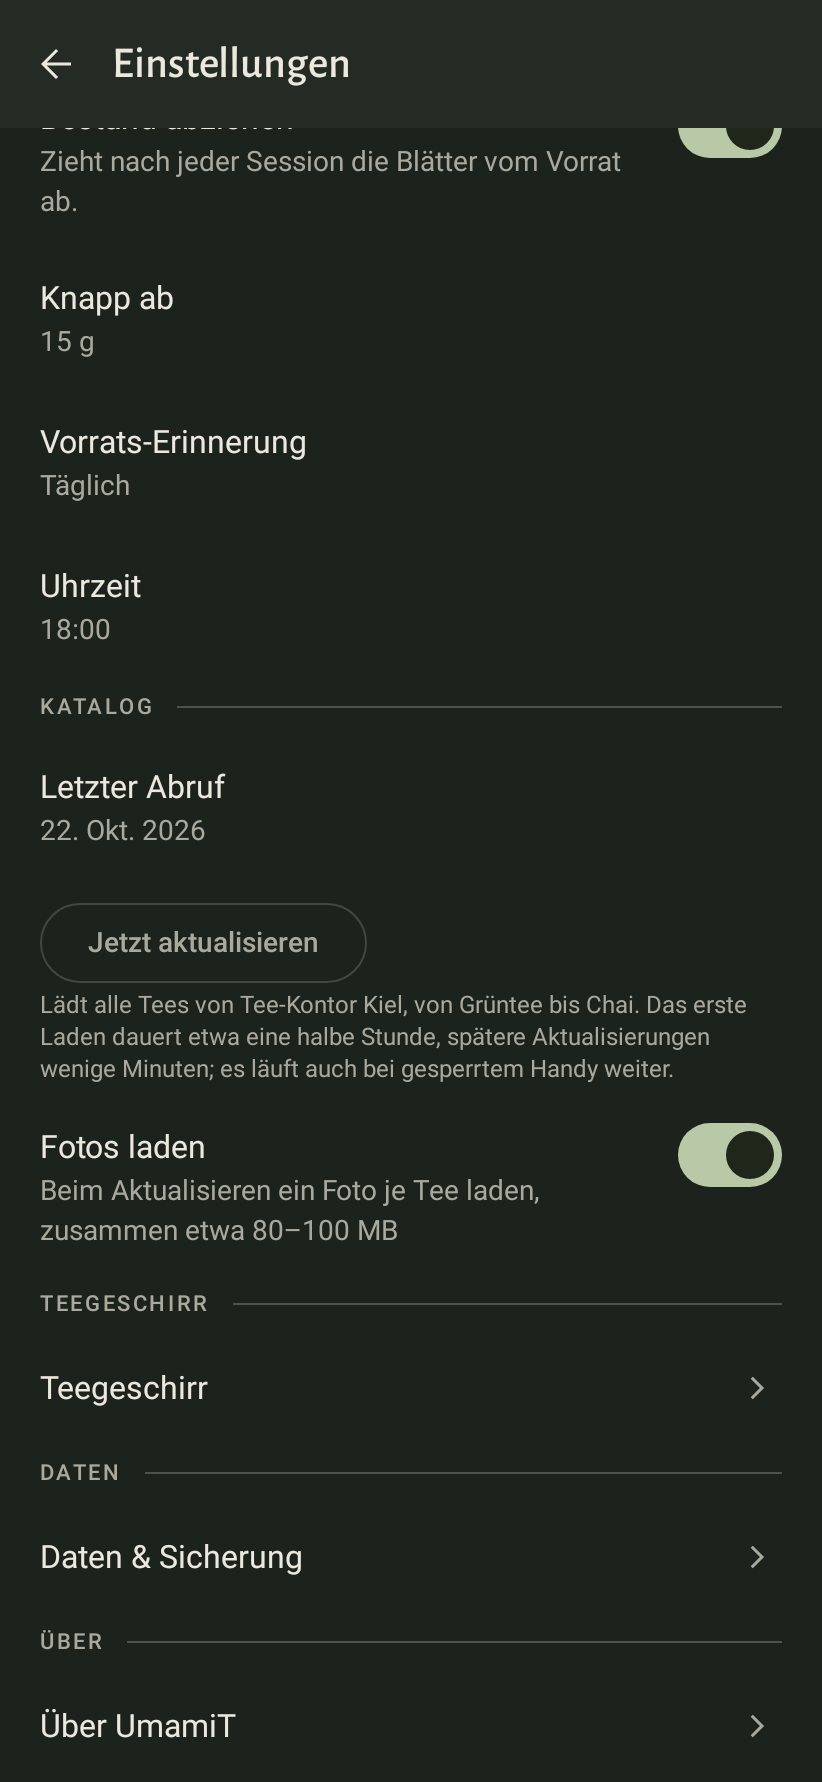 Einstellungen
Zieht nach jeder Session die Blätter vom Vorrat
ab.
Knapp ab
15 g
Vorrats-Erinnerung
Täglich
Uhrzeit
18:00
KATALOG
Letzter Abruf
22. Okt. 2026
Jetzt aktualisieren
Lädt alle Tees von Tee-Kontor Kiel, von Grüntee bis Chai. Das erste
Laden dauert etwa eine halbe Stunde, spätere Aktualisierungen
wenige Minuten; es läuft auch bei gesperrtem Handy weiter.
Fotos laden
Beim Aktualisieren ein Foto je Tee laden,
zusammen etwa 80–100 MB
TEEGESCHIRR
Teegeschirr
DATEN
Daten & Sicherung
ÜBER
Über UmamiT